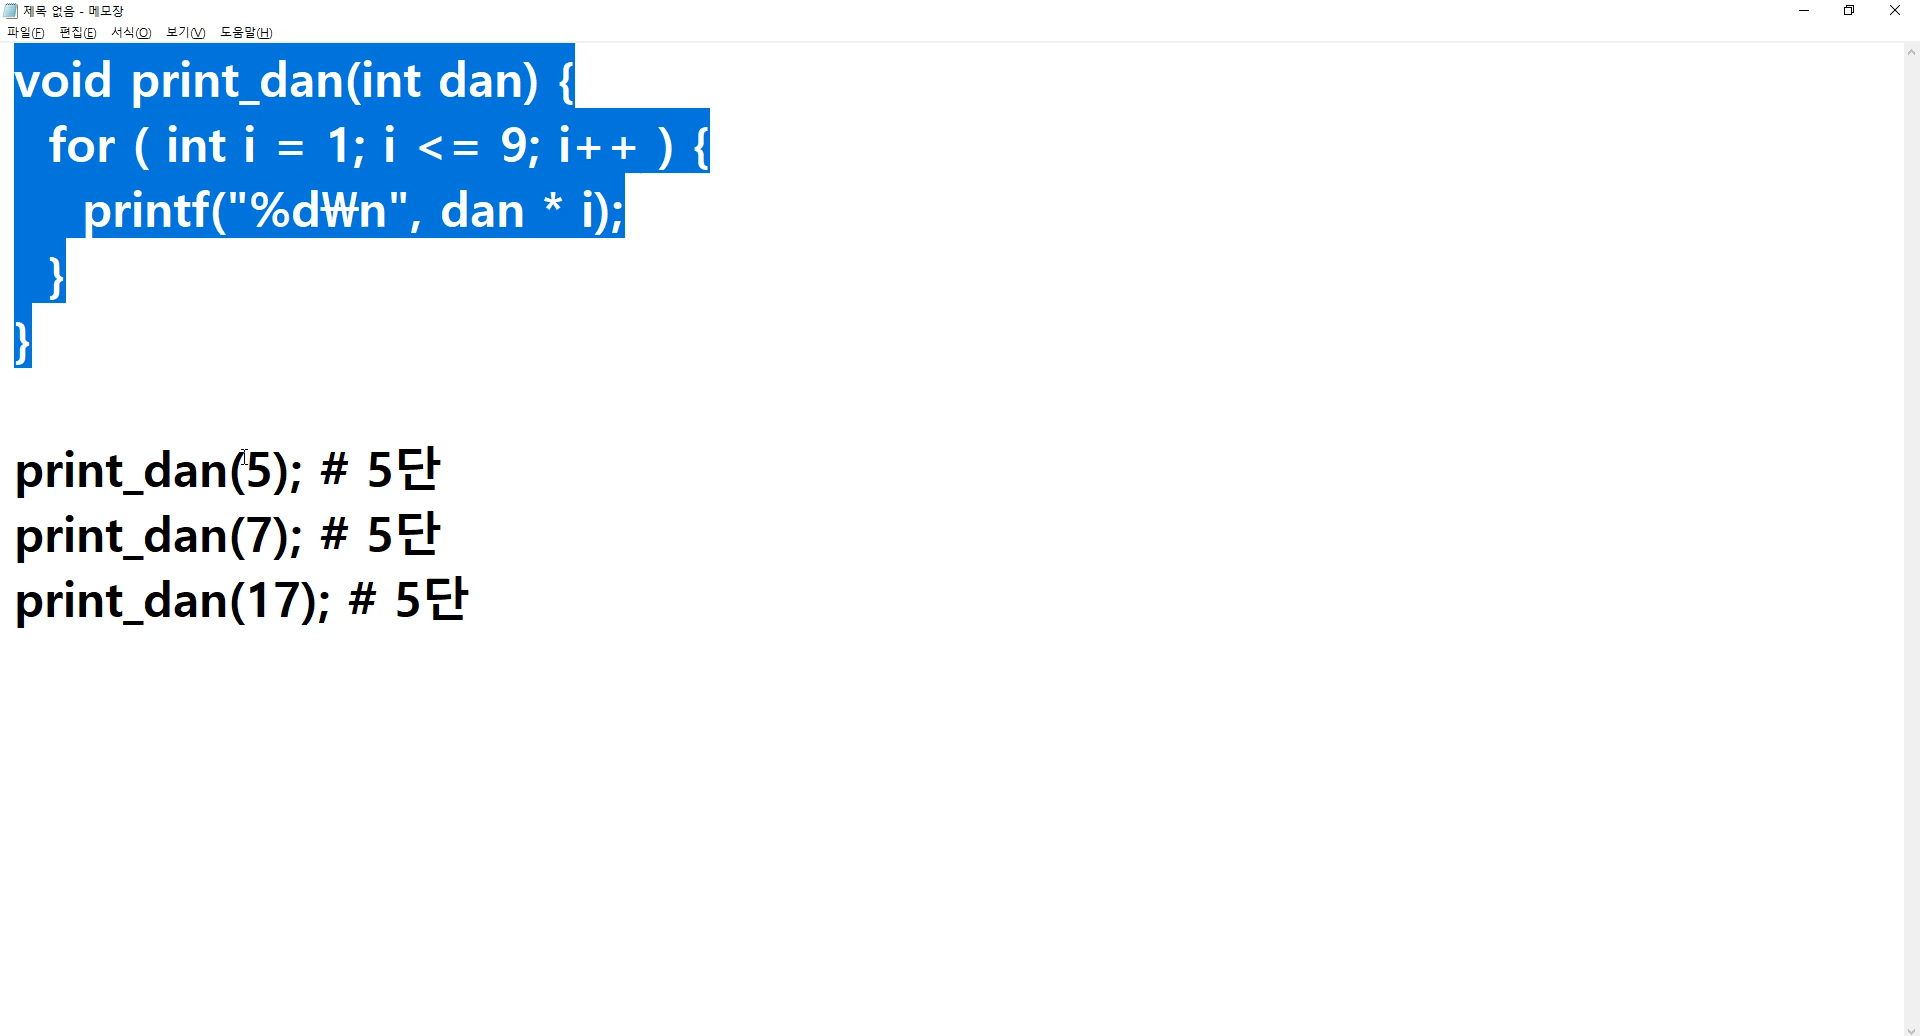 제목 없음 - 메모장
파일(F) 편집(E) 서식(O) 보기(V) 도움말(H)
void print_dan(int dan) {
for ( int i = 1; i <= 9; i++ ) {
printf("%d₩n", dan * i);
}
}
print_dan(5); # 5단
print_dan(7); # 5단
print_dan(17); # 5단